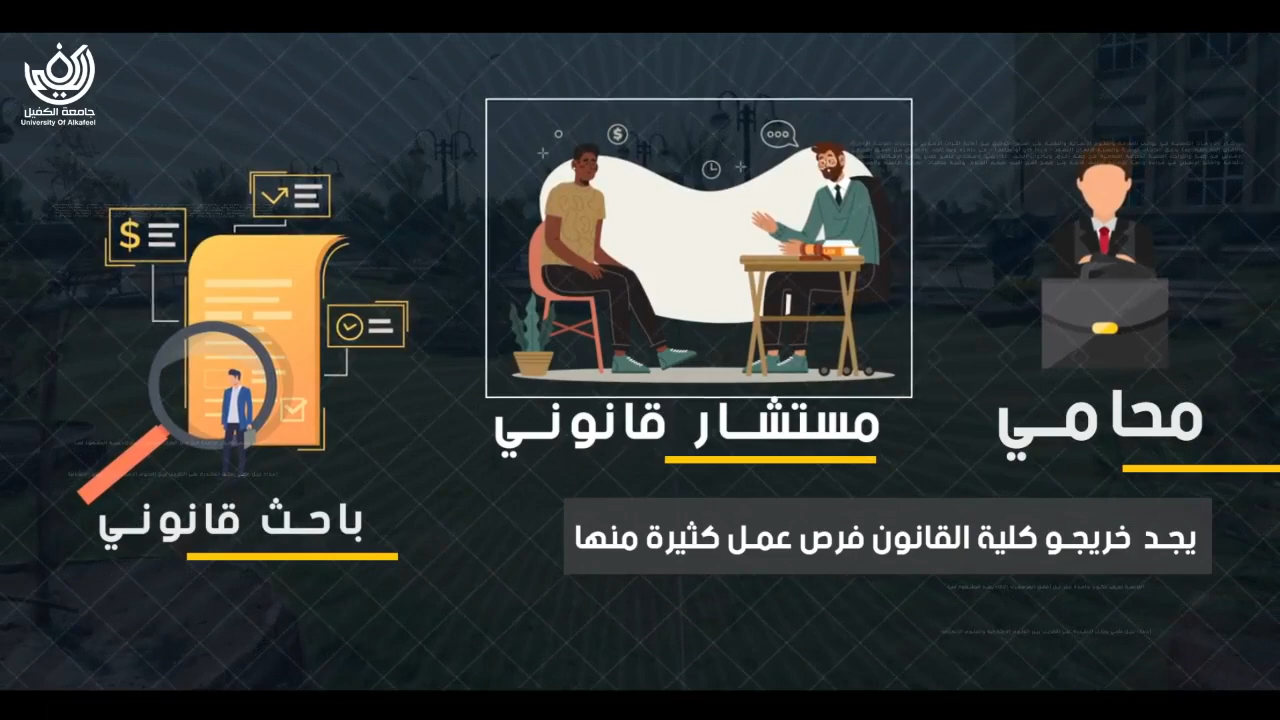 جامعة الكفيل
University Of Alkafeel
محامي
مستشار قانوني
باحث قانوني
يجد خريجو كلية القانون فرص عمل كثيرة منها